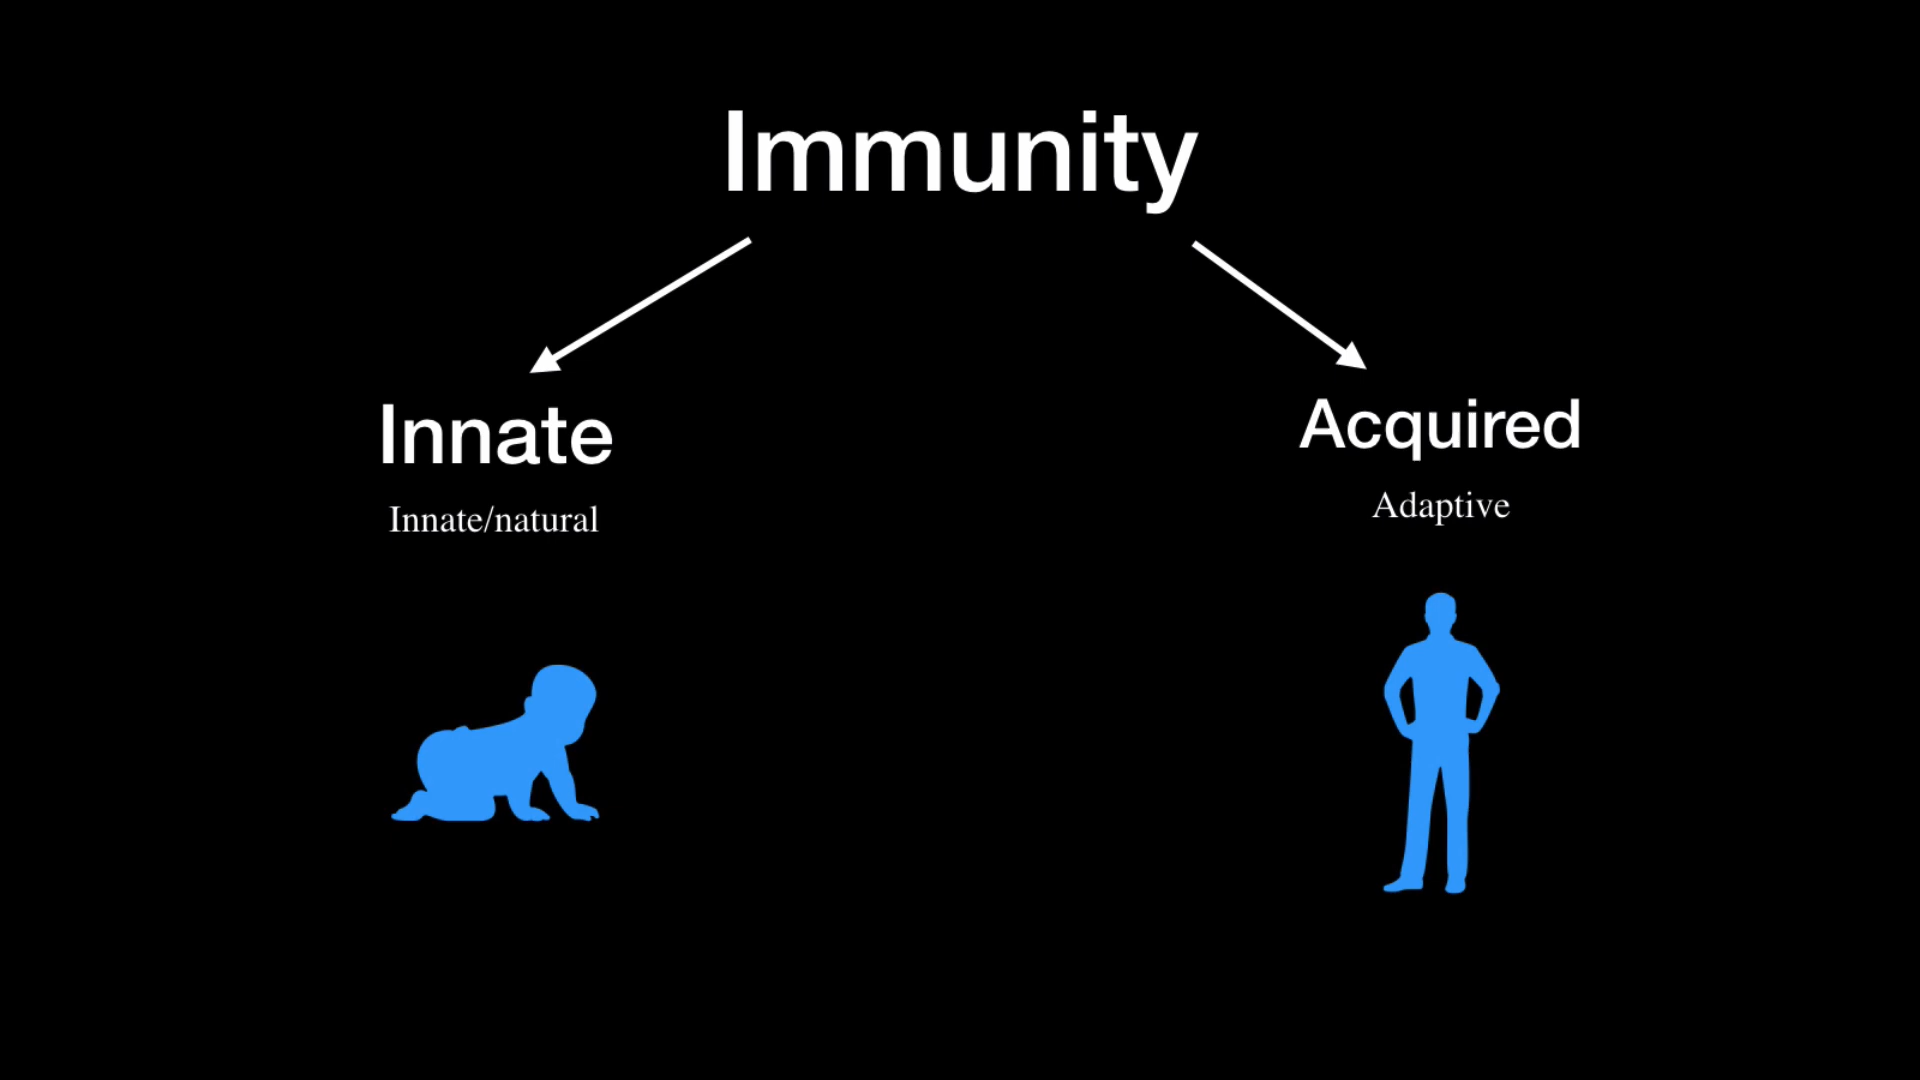 Immunity
Innate
Innate/natural
Acquired
Adaptive